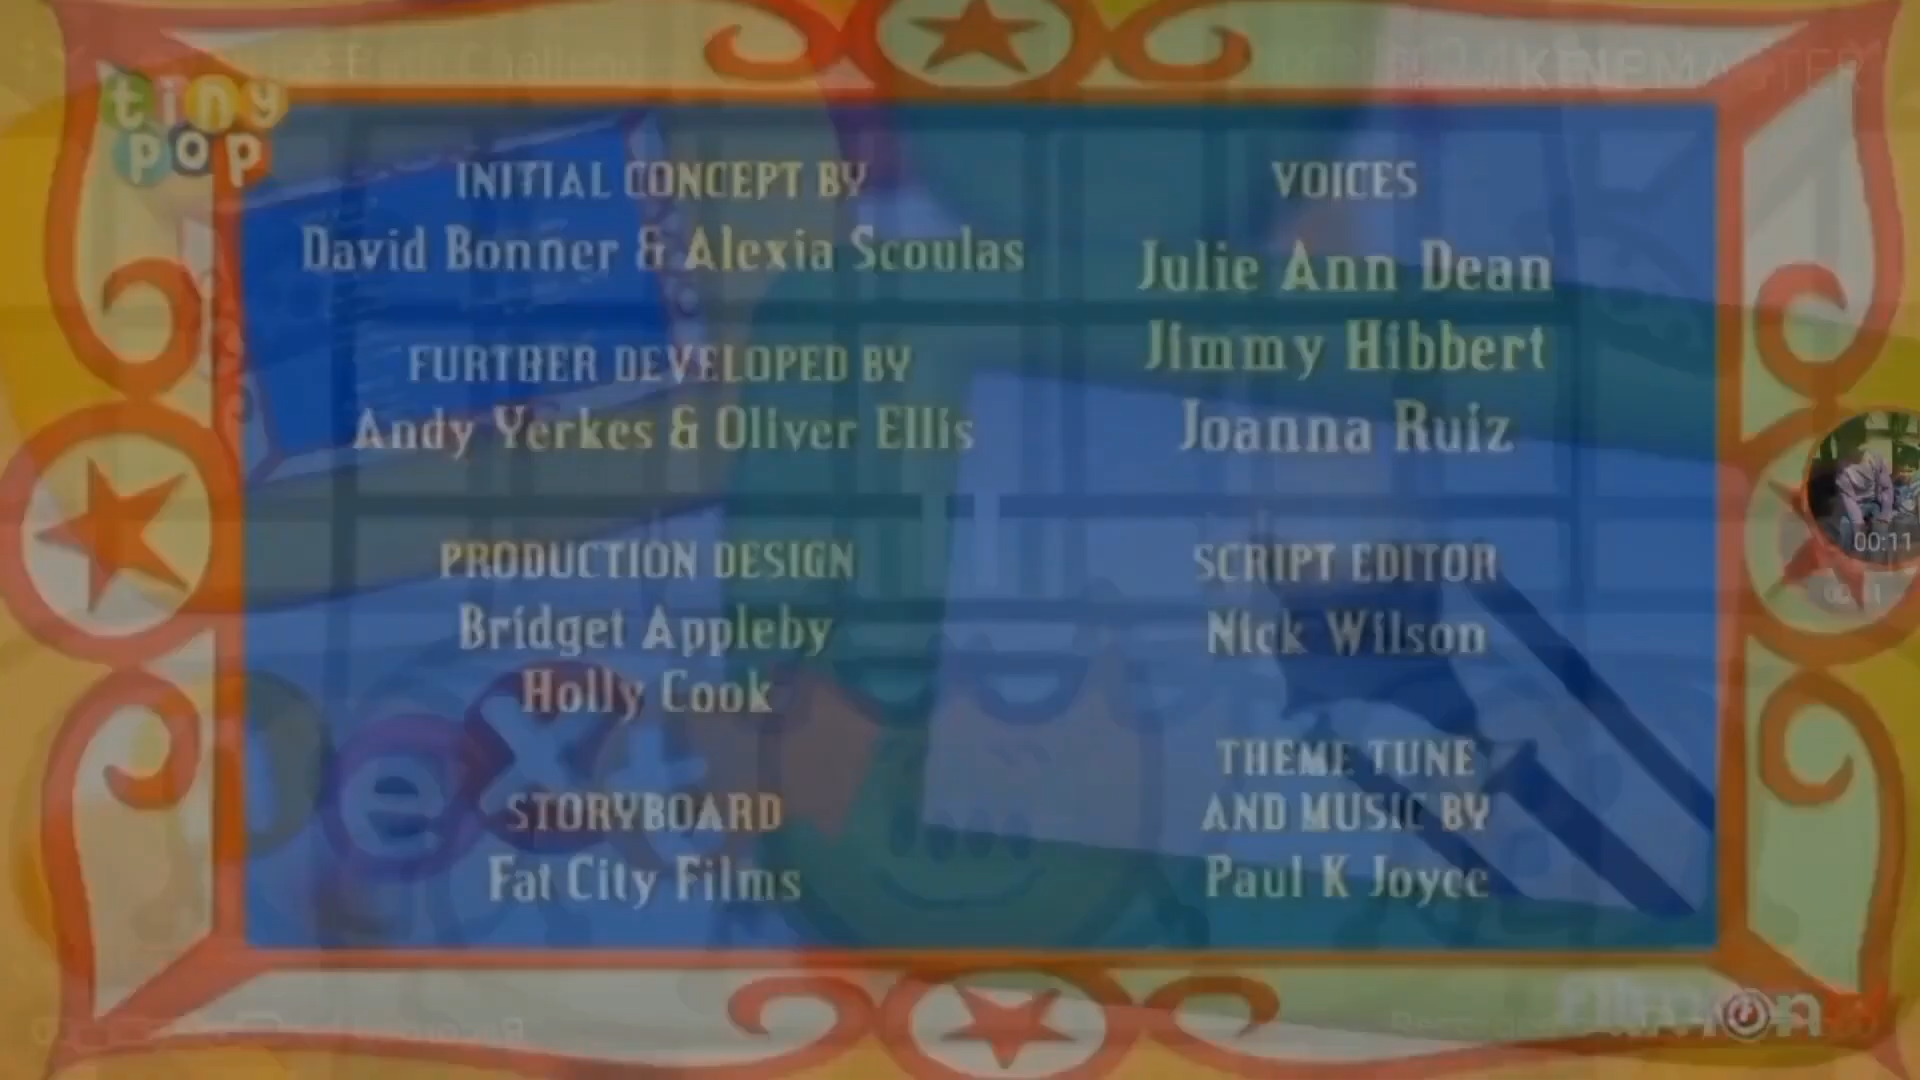 tiny
pop
KINEMASTER
INITIAL CONCEPT BY
David Bonner & Alexia Scoulas
FURTHER DEVELOPED BY
Andy Yerkes & Oliver Ellis
PRODUCTION DESIGN
Bridget Appleby
Holly Cook
STORYBOARD
Fat City Films
VOICES
Julie Ann Dean
Jimmy Hibbert
Joanna Ruiz
SCRIPT EDITOR
Nick Wilson
THEME TUNE
AND MUSIC BY
Paul K Joyce
00:11
next